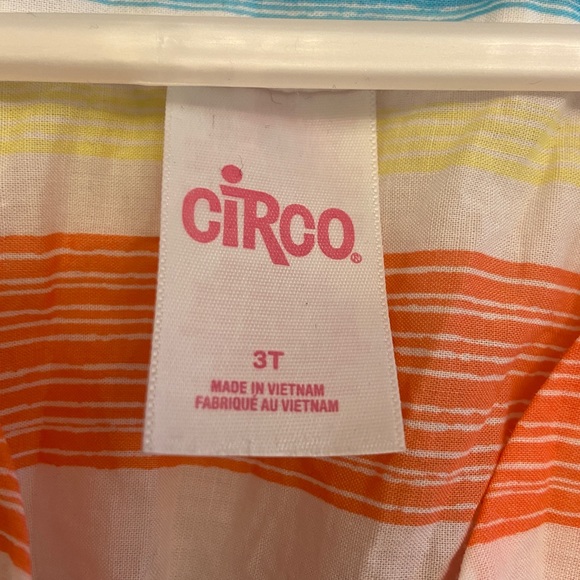 CiRCO®
3T
MADE IN VIETNAM
FABRIQUÉ AU VIETNAM